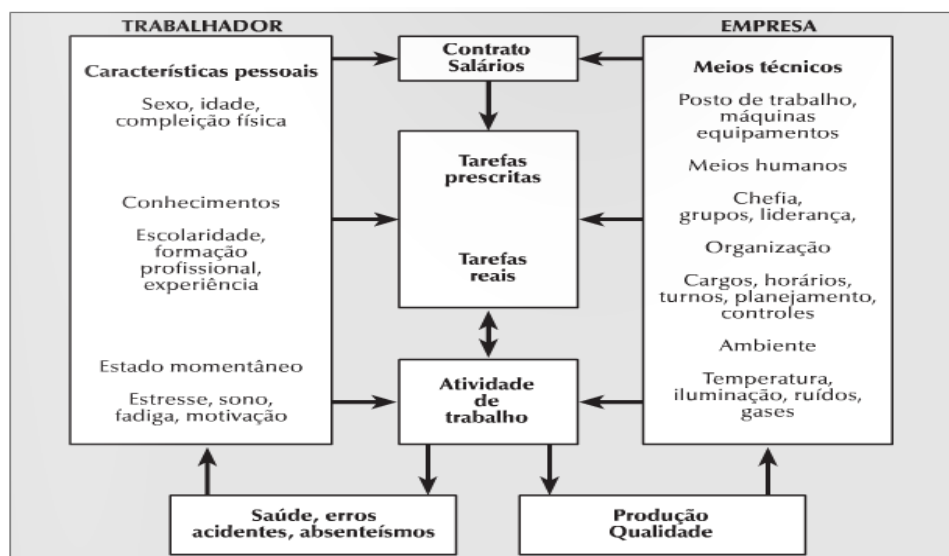 TRABALHADOR
Características pessoais
Sexo, idade,
compleição física
Conhecimentos
Escolaridade,
formação
profissional,
experiência
Estado momentâneo
Estresse, sono,
fadiga, motivação
Contrato
Salários
Tarefas
prescritas
Tarefas
reais
Atividade
de
trabalho
EMPRESA
Meios técnicos
Posto de trabalho,
máquinas
equipamentos
Meios humanos
Chefia,
grupos, liderança,
Organização
Cargos, horários,
turnos, planejamento,
controles
Ambiente
Temperatura,
iluminação, ruídos,
gases
Saúde, erros
acidentes, absenteísmos
Produção
Qualidade